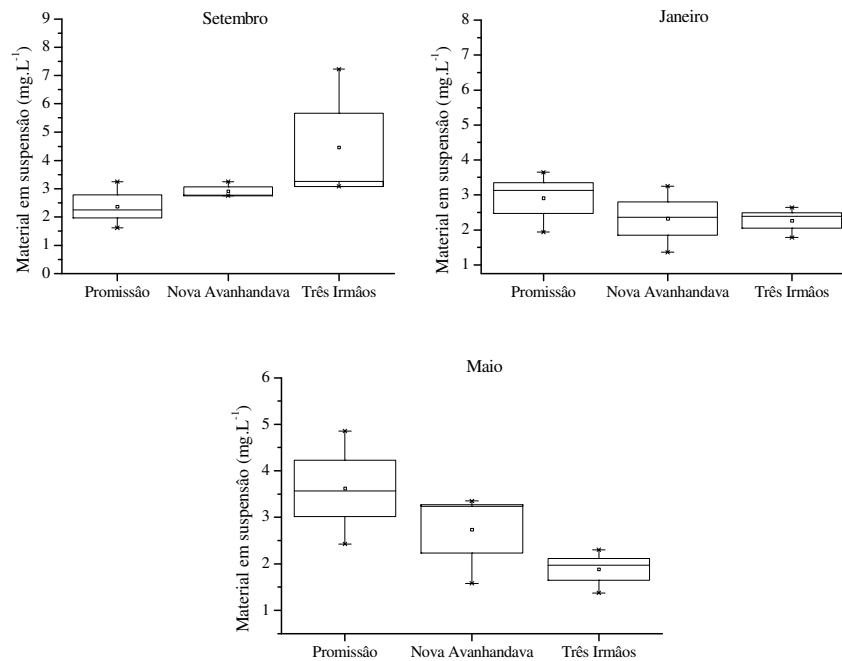 Setembro
Material em suspensão (mg.L-1)
9
8
7
6
5
4
3
2
1
0
Promissão Nova Avanhandava Três Irmãos
Janeiro
Material em suspensão (mg.L-1)
8
7
6
5
4
3
2
1
Promissão Nova Avanhandava Três Irmãos
Maio
Material em suspensão (mg.L-1)
6
5
4
3
2
1
Promissão Nova Avanhandava Três Irmãos